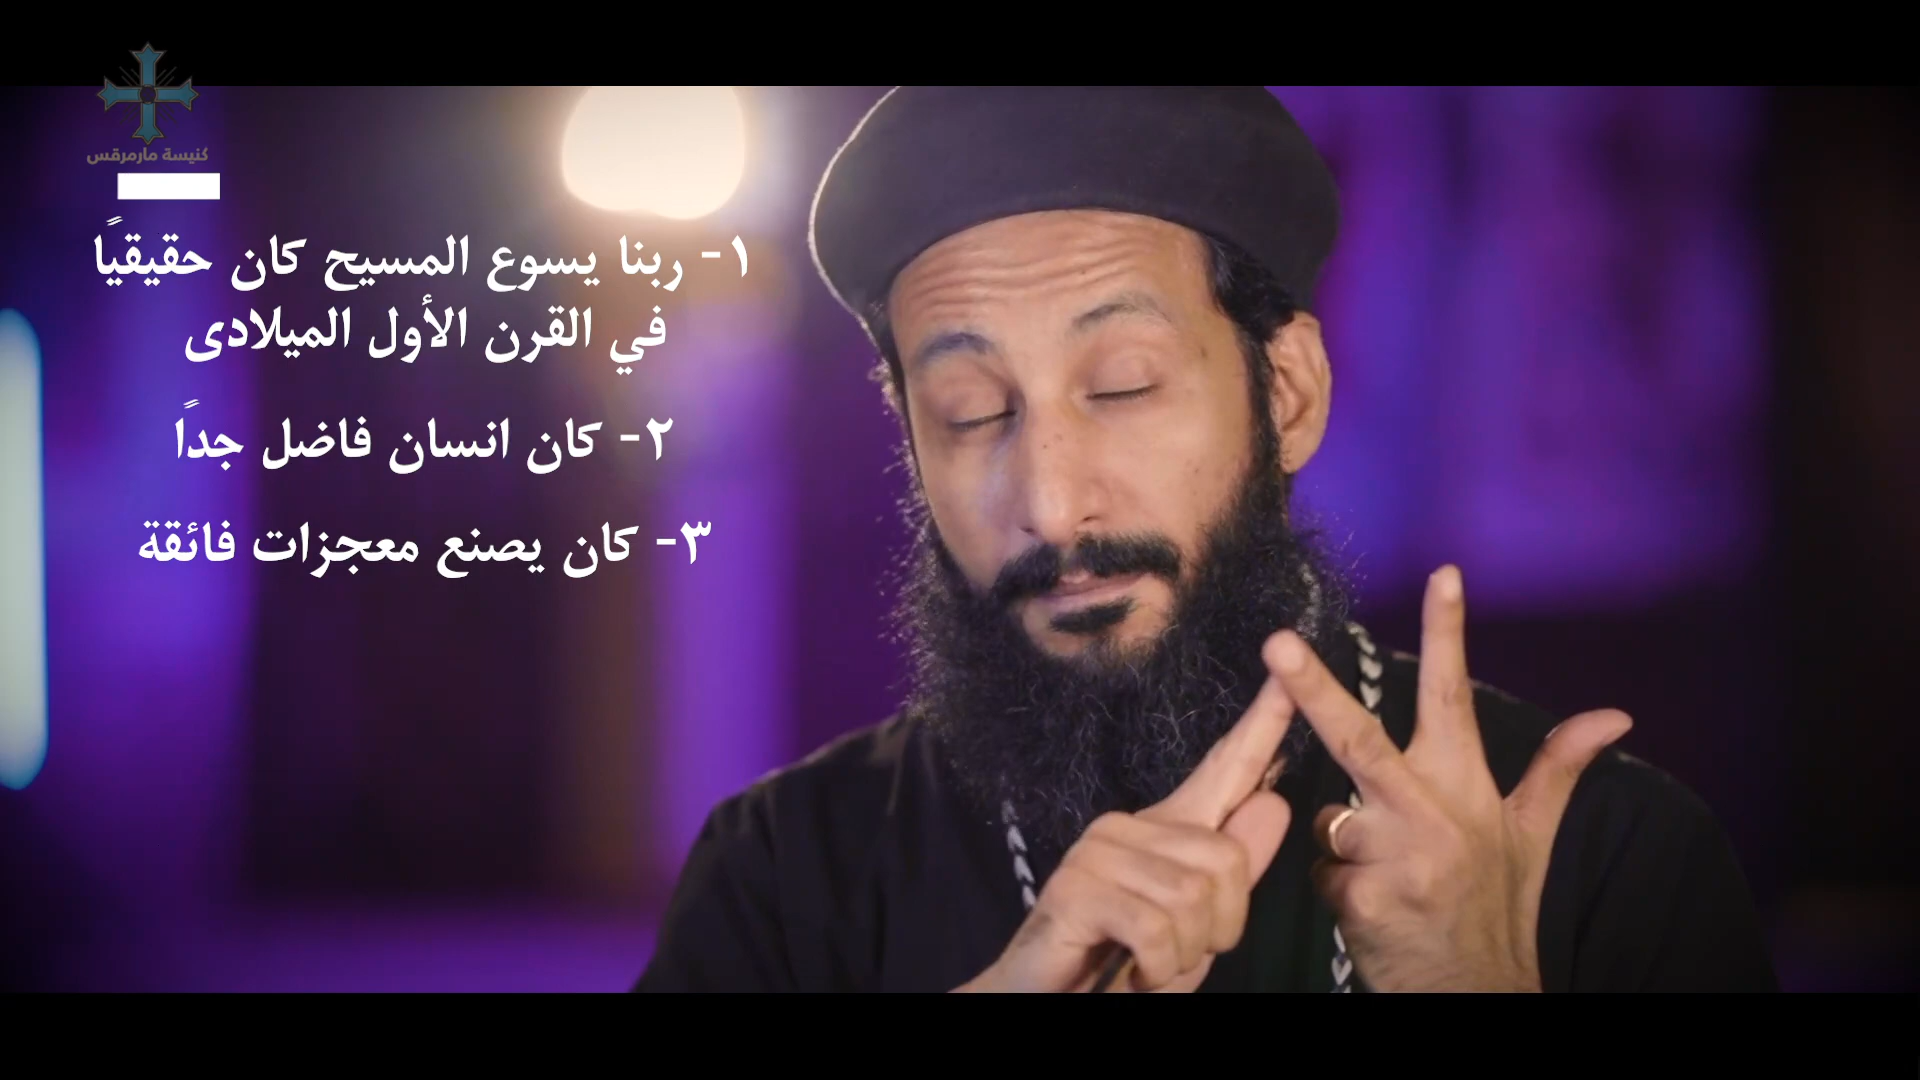 كنيسة مارمرقس
١- ربنا يسوع المسيح كان حقيقيًا
في القرن الأول الميلادى
٢- كان انسان فاضل جدًا
٣- كان يصنع معجزات فائقة